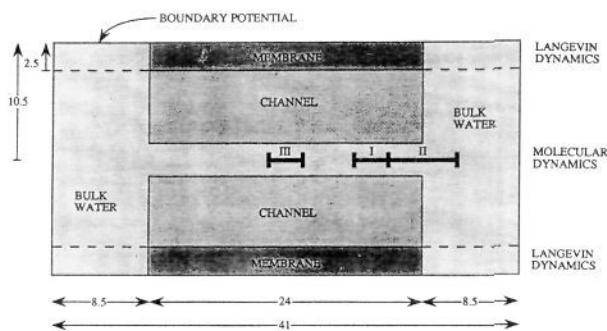 BOUNDARY POTENTIAL
MEMBRANE
LANGEVIN
DYNAMICS
2.5
10.5
CHANNEL
BULK
WATER
III
I
II
MOLECULAR
DYNAMICS
BULK
WATER
CHANNEL
MEMBRANE
LANGEVIN
DYNAMICS
8.5
24
8.5
41